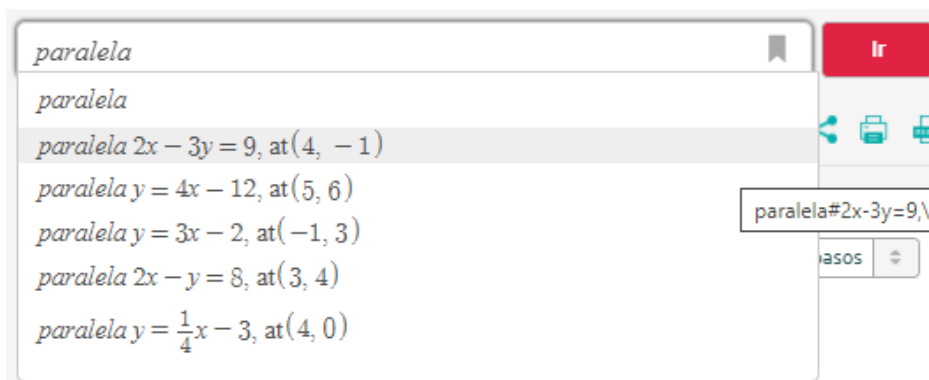 paralela
Ir
paralela
paralela 2x − 3y = 9, at(4, −1)
paralela y = 4x − 12, at(5, 6)
paralela#2x-3y=9,\
paralela y = 3x − 2, at(−1, 3)
pasos
paralela 2x − y = 8, at(3, 4)
paralela y = 1/4 x − 3, at(4, 0)